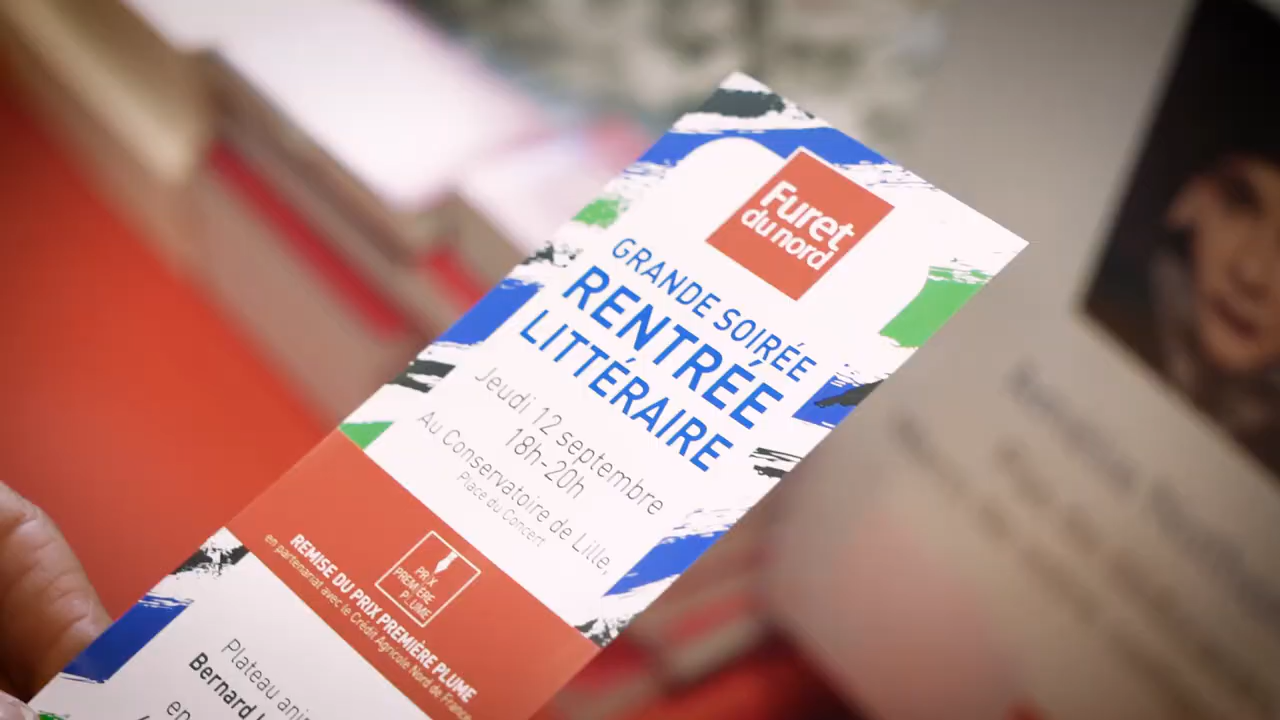 Furet
du nord
GRANDE SOIRÉE
RENTRÉE
LITTÉRAIRE
Jeudi 12 septembre
18h-20h
Au Conservatoire de Lille,
Place du Concert
PRIX
PREMIÈRE
PLUME
REMISE DU PRIX PREMIÈRE PLUME
en partenariat avec le Crédit Agricole Nord de France
Plateau
Bernard
en